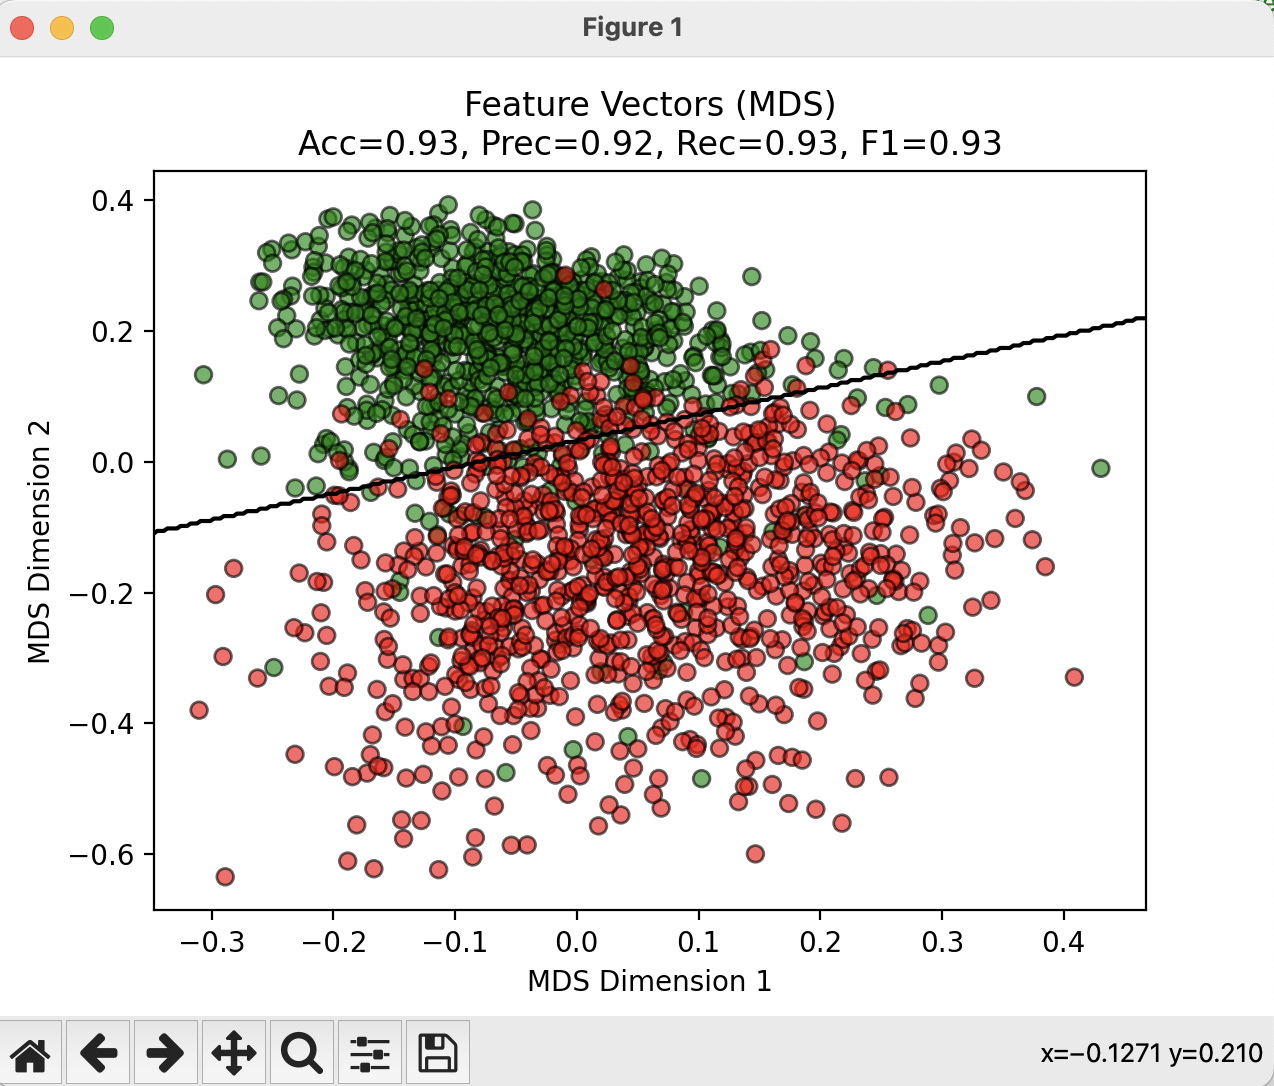 Figure 1
Feature Vectors (MDS)
Acc=0.93, Prec=0.92, Rec=0.93, F1=0.93
0.4
0.2
0.0
−0.2
−0.4
−0.6
MDS Dimension 2
−0.3
−0.2
−0.1
0.0
0.1
0.2
0.3
0.4
MDS Dimension 1
x=−0.1271 y=0.210